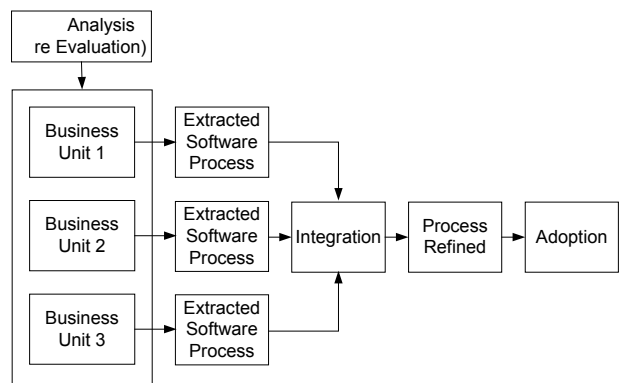 Analysis
re Evaluation)
Business
Unit 1
Extracted
Software
Process
Business
Unit 2
Extracted
Software
Process
Integration
Process
Refined
Adoption
Business
Unit 3
Extracted
Software
Process